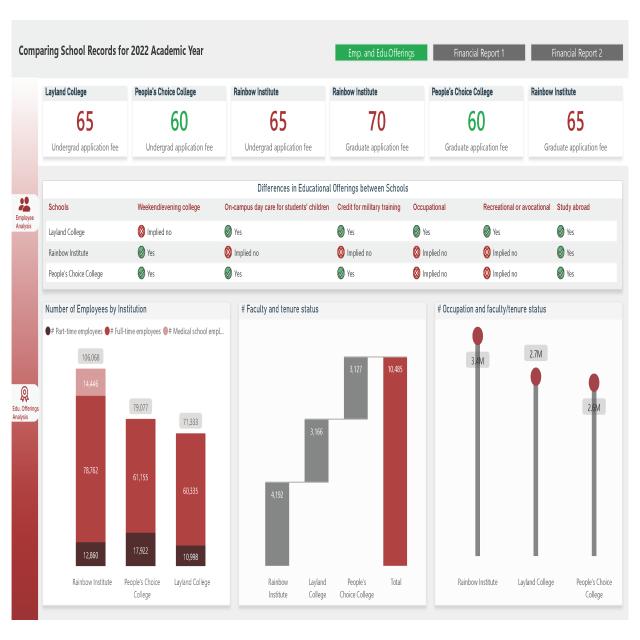 Comparing School Records for 2022 Academic Year
Emp. and Edu.Offerings
Financial Report 1
Financial Report 2
Layland College
65
Undergrad application fee
People's Choice College
60
Undergrad application fee
Rainbow Institute
65
Undergrad application fee
Rainbow Institute
70
Graduate application fee
People's Choice College
60
Graduate application fee
Rainbow Institute
65
Graduate application fee
Employee
Analysis
Edu. Offerings
Analysis
Differences in Educational Offerings between Schools
Schools Weekend/evening college On-campus day care for students' children Credit for military training Occupational Recreational or avocational Study abroad
Layland College Implied no Yes Yes Yes Yes Yes
Rainbow Institute Yes Implied no Implied no Implied no Implied no Yes
People's Choice College Yes Yes Yes Implied no Implied no Yes
Number of Employees by Institution
# Part-time employees # Full-time employees # Medical school empl...
106,068
14,446
78,762
12,860
79,077
61,155
17,922
71,333
60,335
10,998
Rainbow Institute
People's Choice
College
Layland College
# Faculty and tenure status
4,192
3,166
3,127
10,485
Rainbow
Institute
Layland
College
People's
Choice College
Total
# Occupation and faculty/tenure status
2.7M
Rainbow Institute
Layland College
People's Choice
College